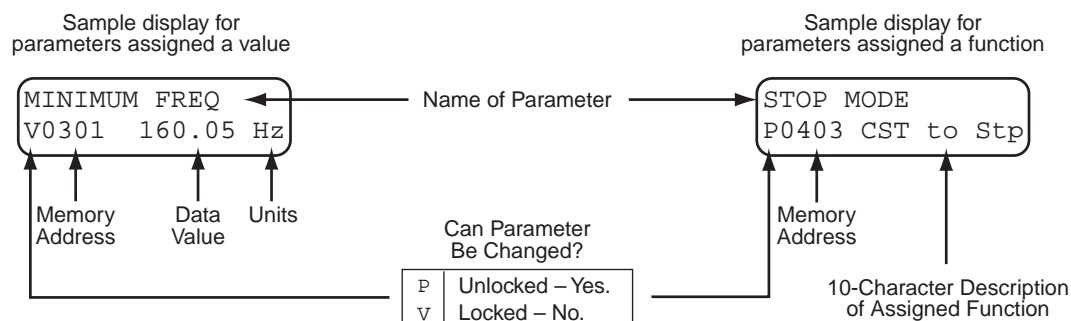 Sample display for
parameters assigned a value
Sample display for
parameters assigned a function
MINIMUM FREQ
V0301 160.05 Hz
Name of Parameter
STOP MODE
P0403 CST to Stp
Memory
Address
Data
Value
Units
Can Parameter
Be Changed?
P Unlocked – Yes.
V Locked – No.
Memory
Address
10-Character Description
of Assigned Function